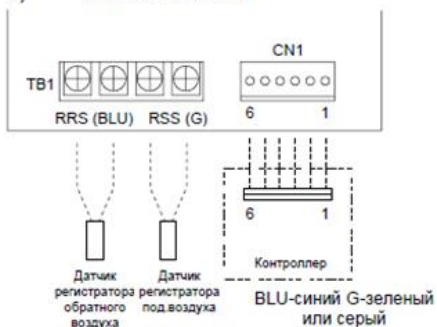 CN1
TB1
RRS (BLU) RSS (G)
6 1
6 1
Контроллер
Датчик регистратора обратного воздуха
Датчик регистратора под.воздуха
BLU-синий G-зеленый
или серый